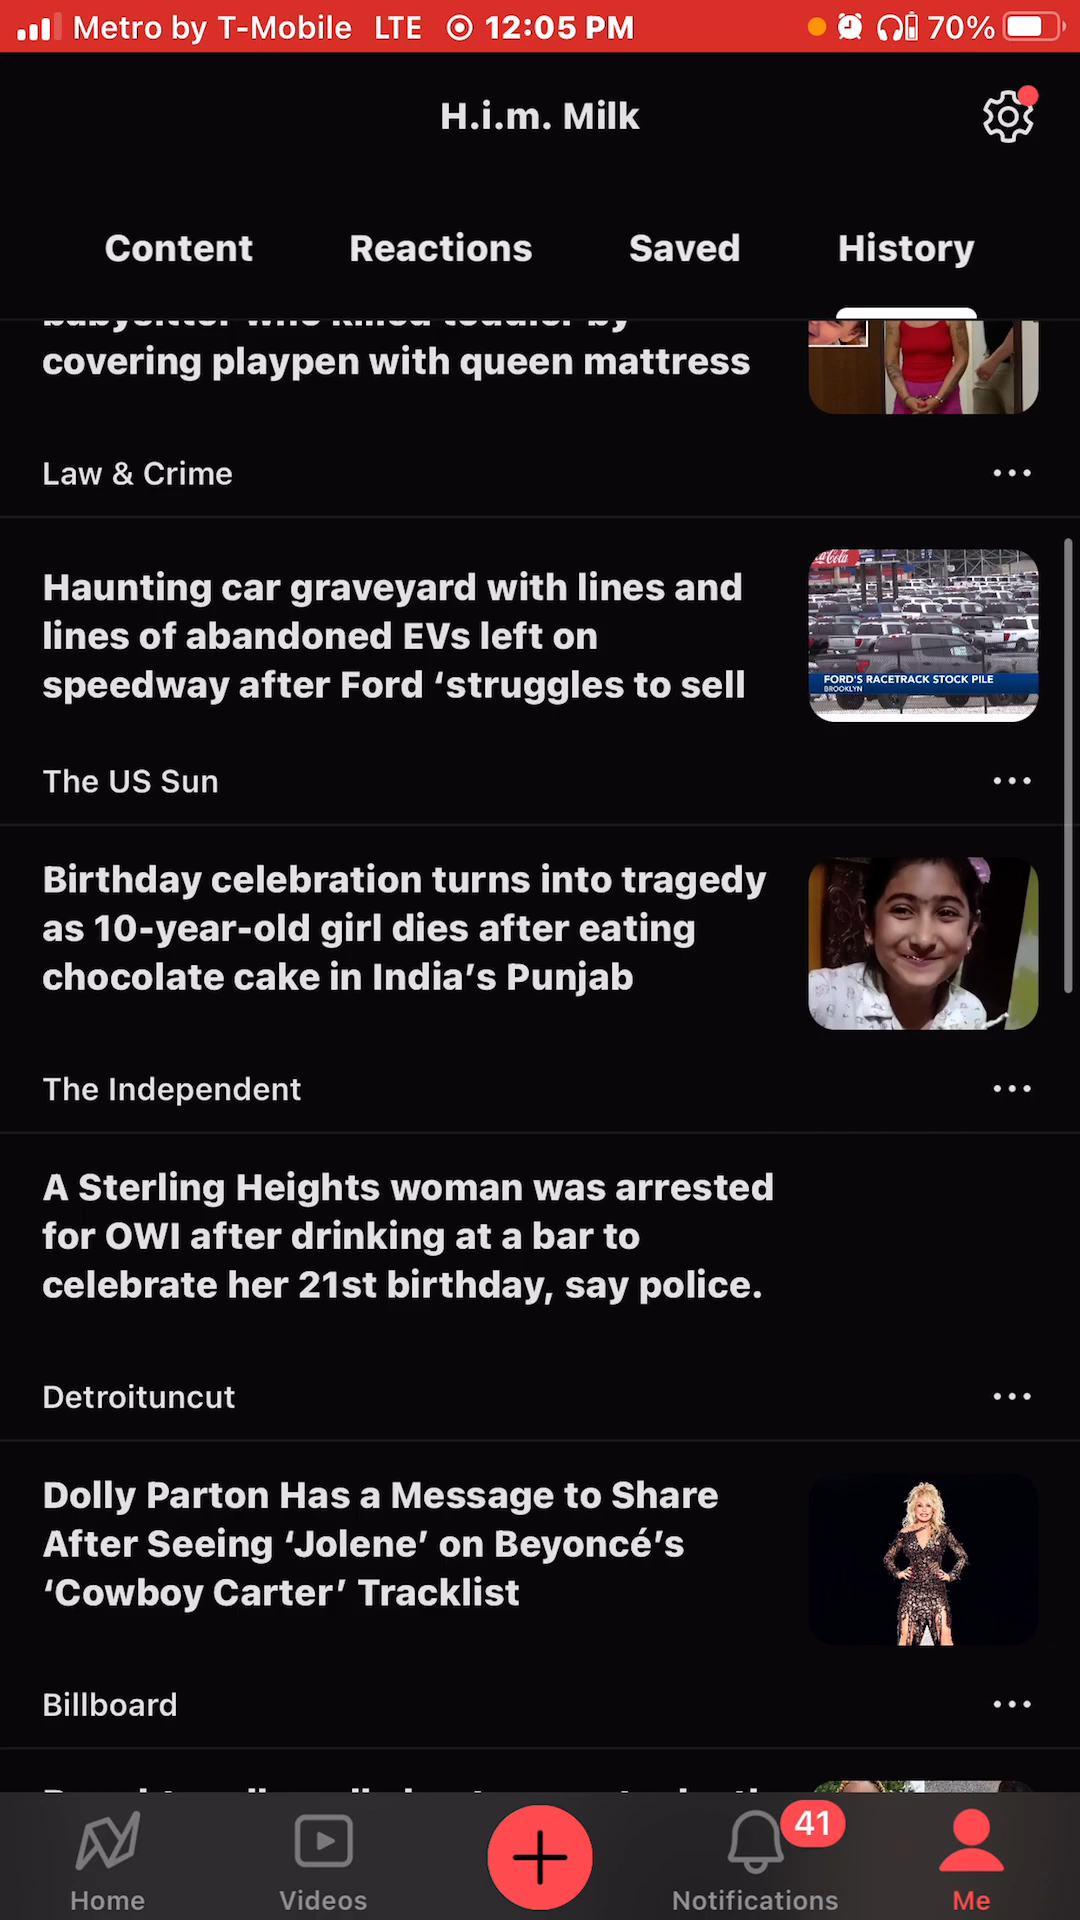 Metro by T-Mobile LTE 12:05 PM 70%
H.i.m. Milk
Content Reactions Saved History
babysitter who killed toddler by
covering playpen with queen mattress
Law & Crime
Haunting car graveyard with lines and
lines of abandoned EVs left on
speedway after Ford ‘struggles to sell
FORD'S RACETRACK STOCK PILE
BROOKLYN
The US Sun
Birthday celebration turns into tragedy
as 10-year-old girl dies after eating
chocolate cake in India’s Punjab
The Independent
A Sterling Heights woman was arrested
for OWI after drinking at a bar to
celebrate her 21st birthday, say police.
Detroituncut
Dolly Parton Has a Message to Share
After Seeing ‘Jolene’ on Beyoncé’s
‘Cowboy Carter’ Tracklist
Billboard
41
Home Videos Notifications Me